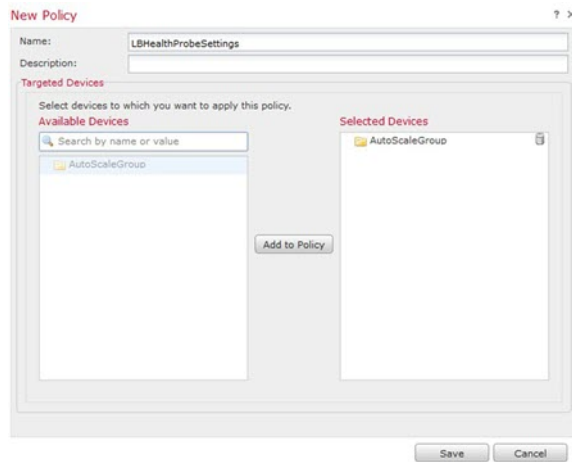 New Policy
? ×
Name:
LBHealthProbeSettings
Description:
Targeted Devices
Select devices to which you want to apply this policy.
Available Devices
Selected Devices
Search by name or value
AutoScaleGroup
AutoScaleGroup
Add to Policy
Save
Cancel